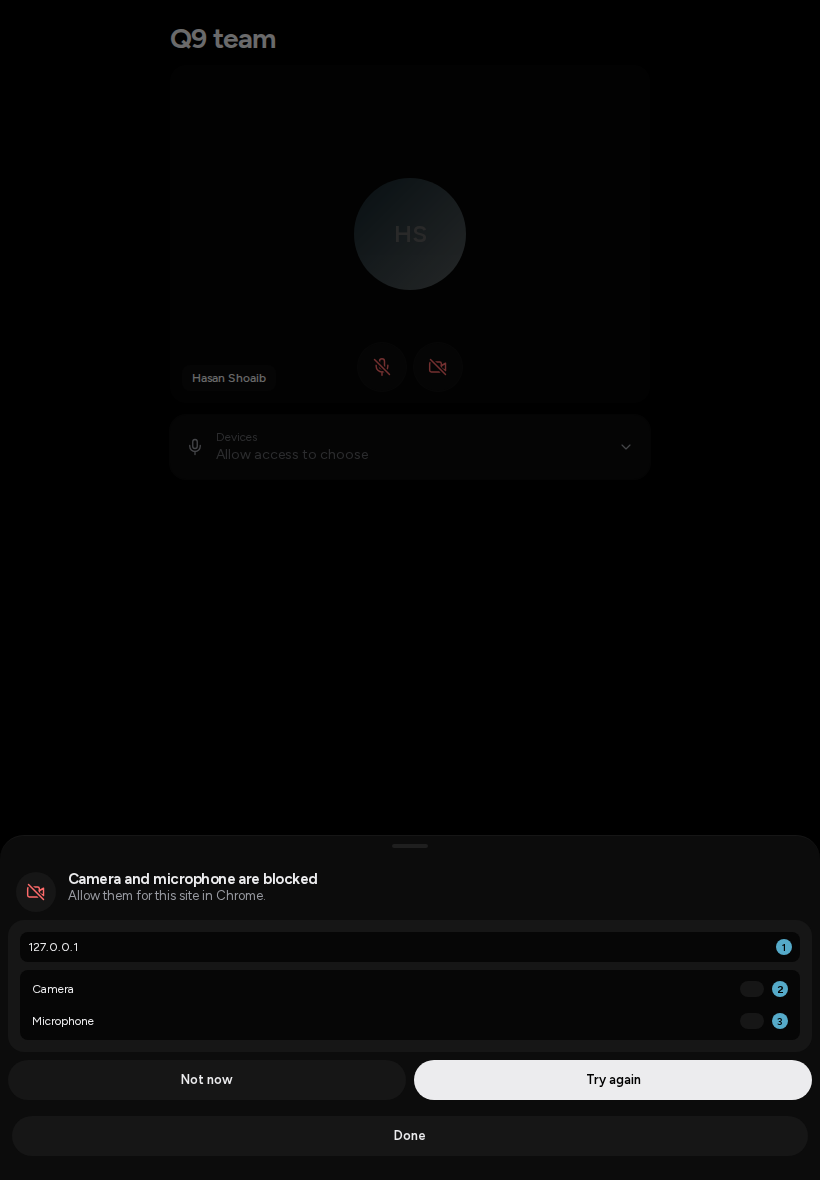 Q9 team
HS
Hasan Shoaib
Devices
Allow access to choose
Camera and microphone are blocked
Allow them for this site in Chrome.
127.0.0.1 1
Camera 2
Microphone 3
Not now Try again
Done